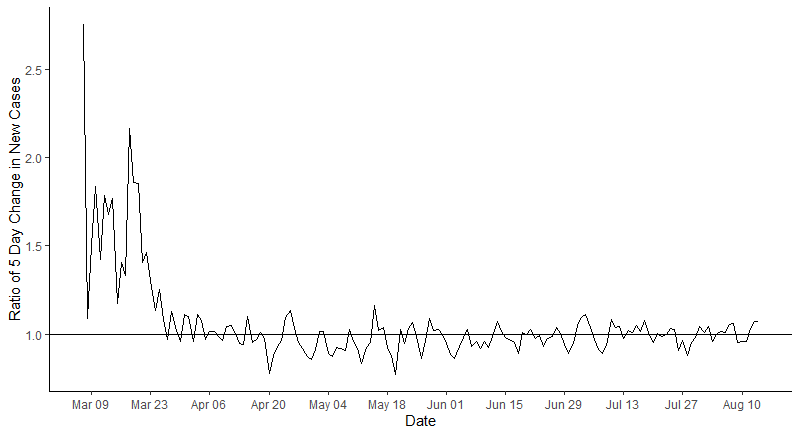 Ratio of 5 Day Change in New Cases
2.5
2.0
1.5
1.0
Mar 09 Mar 23 Apr 06 Apr 20 May 04 May 18 Jun 01 Jun 15 Jun 29 Jul 13 Jul 27 Aug 10
Date